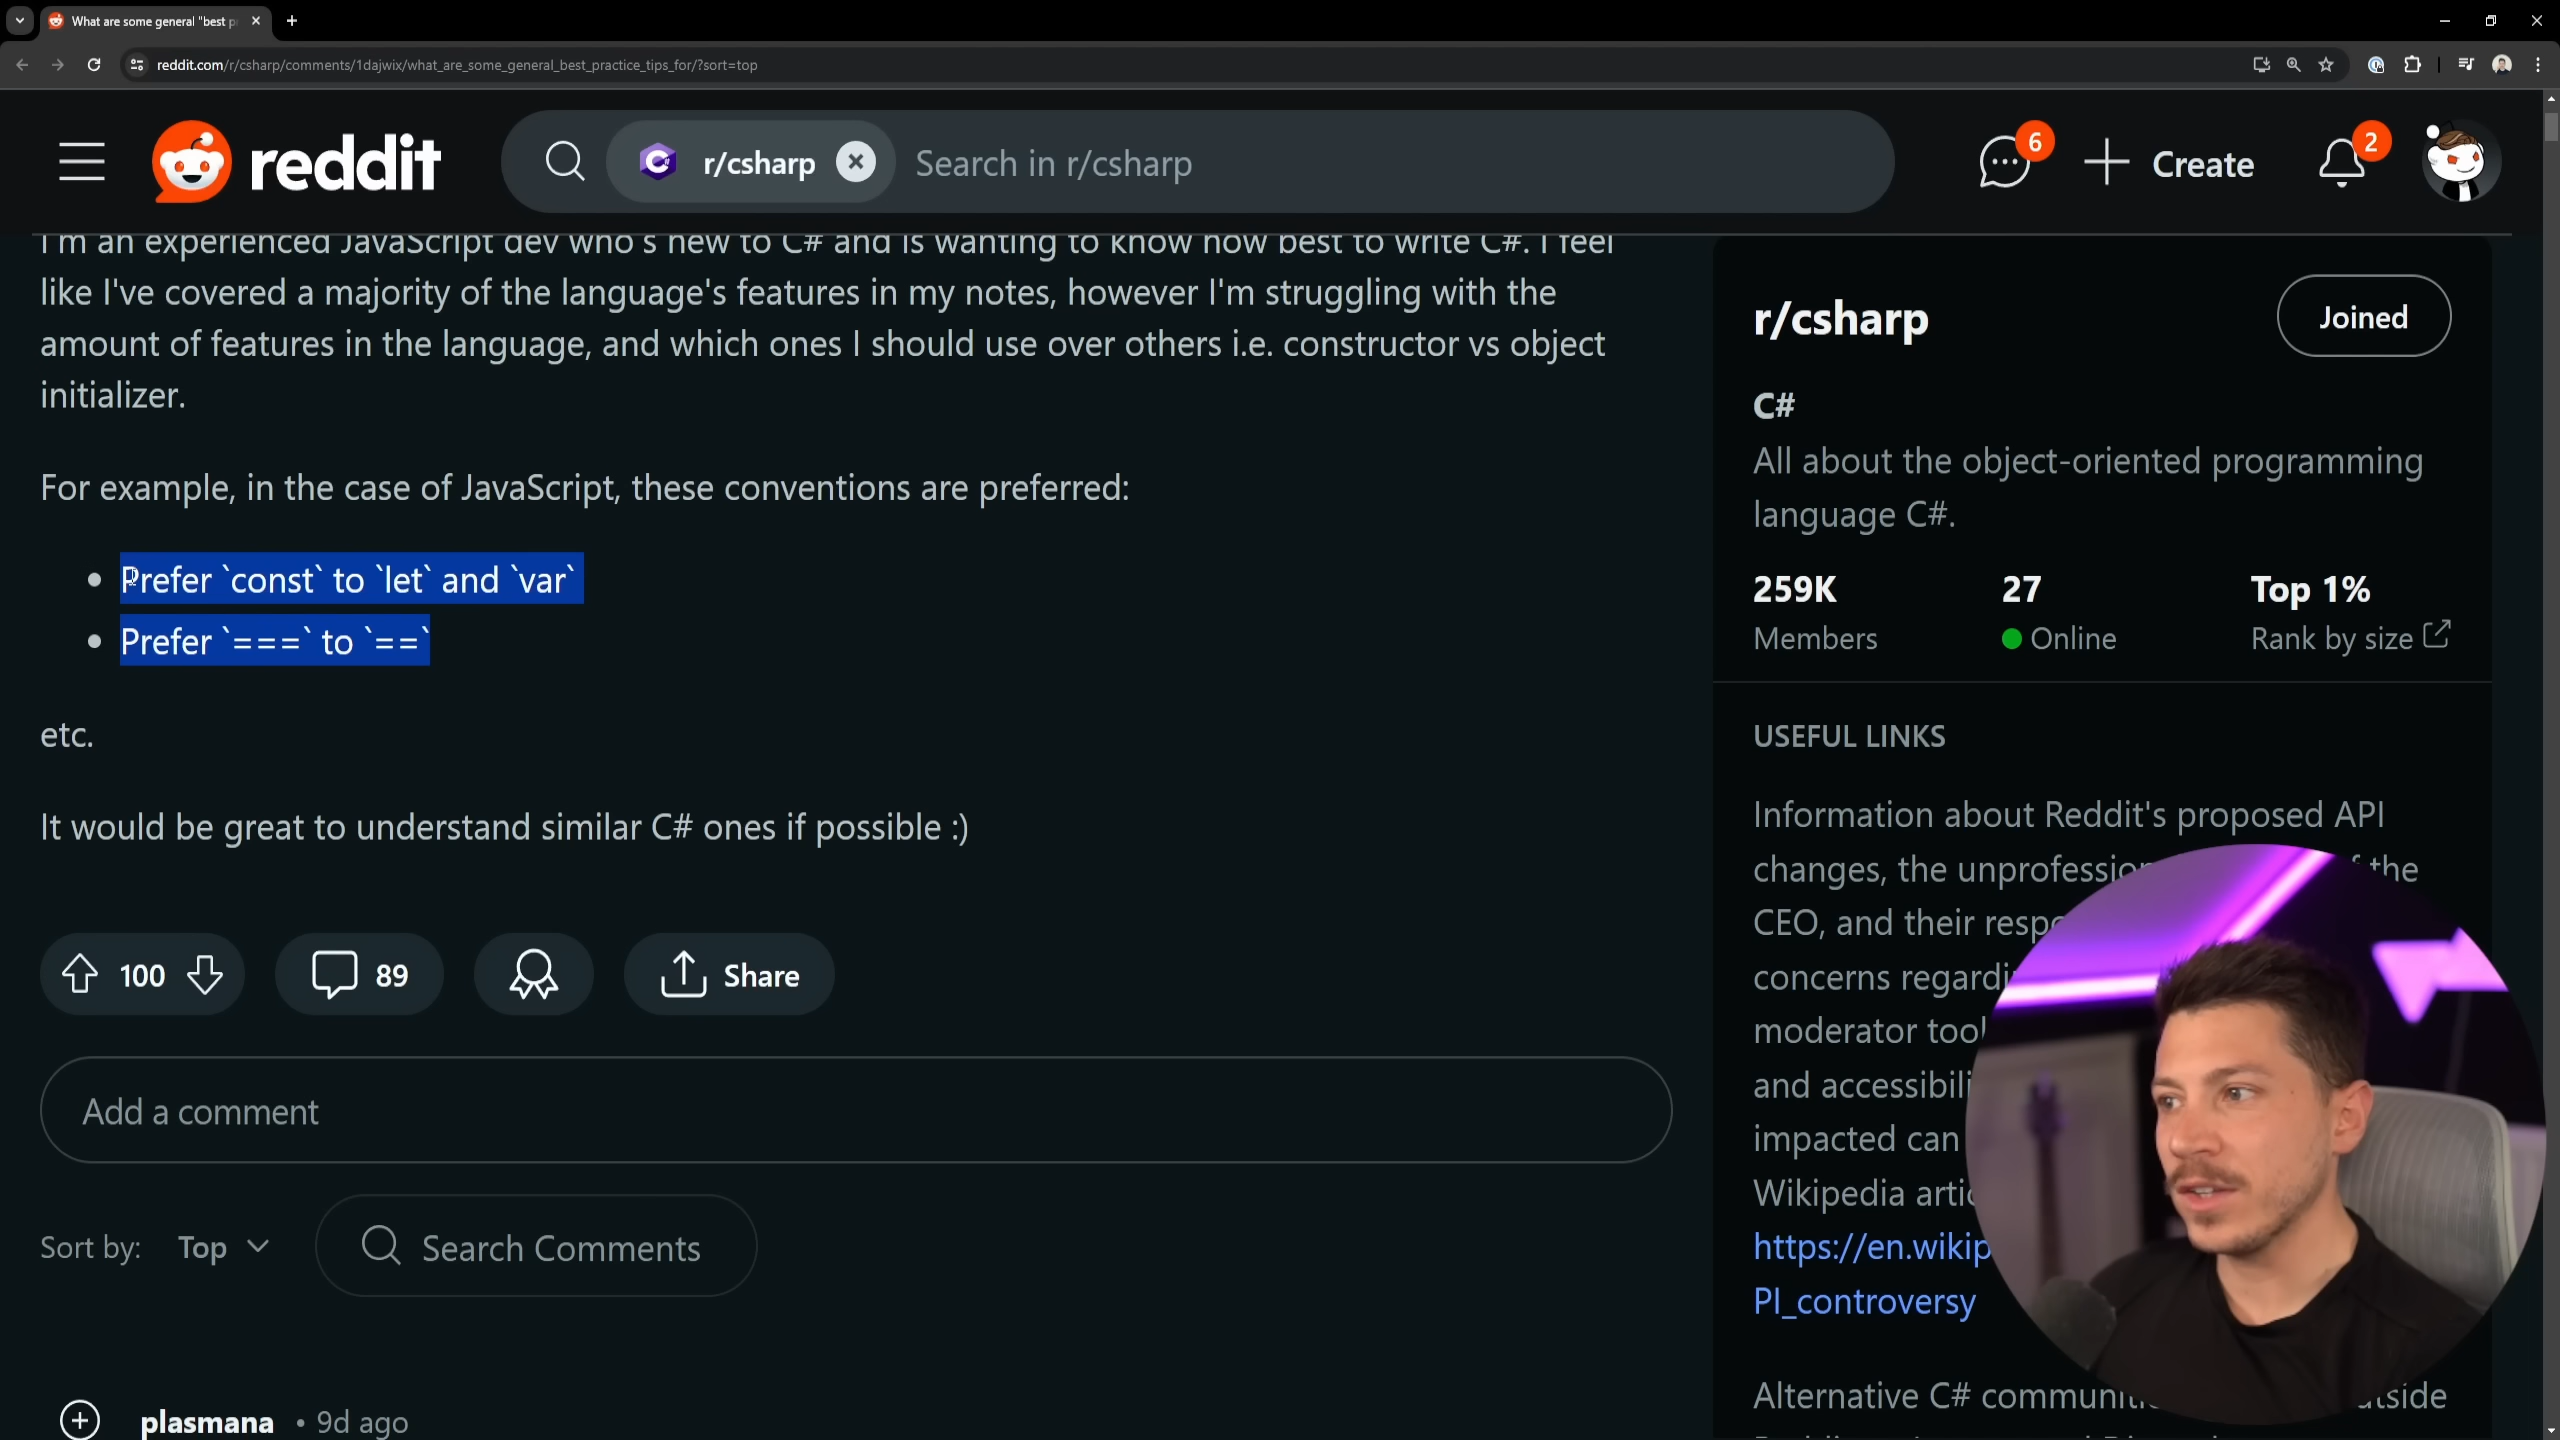 What are some general "best p
reddit.com/r/csharp/comments/1dajwix/what_are_some_general_best_practice_tips_for/?sort=top
reddit
r/csharp
Search in r/csharp
6
Create
2
I'm an experienced JavaScript dev who's new to C# and is wanting to know how best to write C#. I feel
like I've covered a majority of the language's features in my notes, however I'm struggling with the
amount of features in the language, and which ones I should use over others i.e. constructor vs object
initializer.
For example, in the case of JavaScript, these conventions are preferred:
• Prefer `const` to `let` and `var`
• Prefer `===` to `==`
etc.
It would be great to understand similar C# ones if possible :)
100
89
Share
Add a comment
Sort by: Top
Search Comments
plasmana • 9d ago
r/csharp
Joined
C#
All about the object-oriented programming
language C#.
259K
27
Top 1%
Members
Online
Rank by size
USEFUL LINKS
Information about Reddit's proposed API
changes, the the
CEO, and their
concerns
moderator
and
impacted can
Wikipedia
https://en.wikip
PI_controversy
Alternative C#